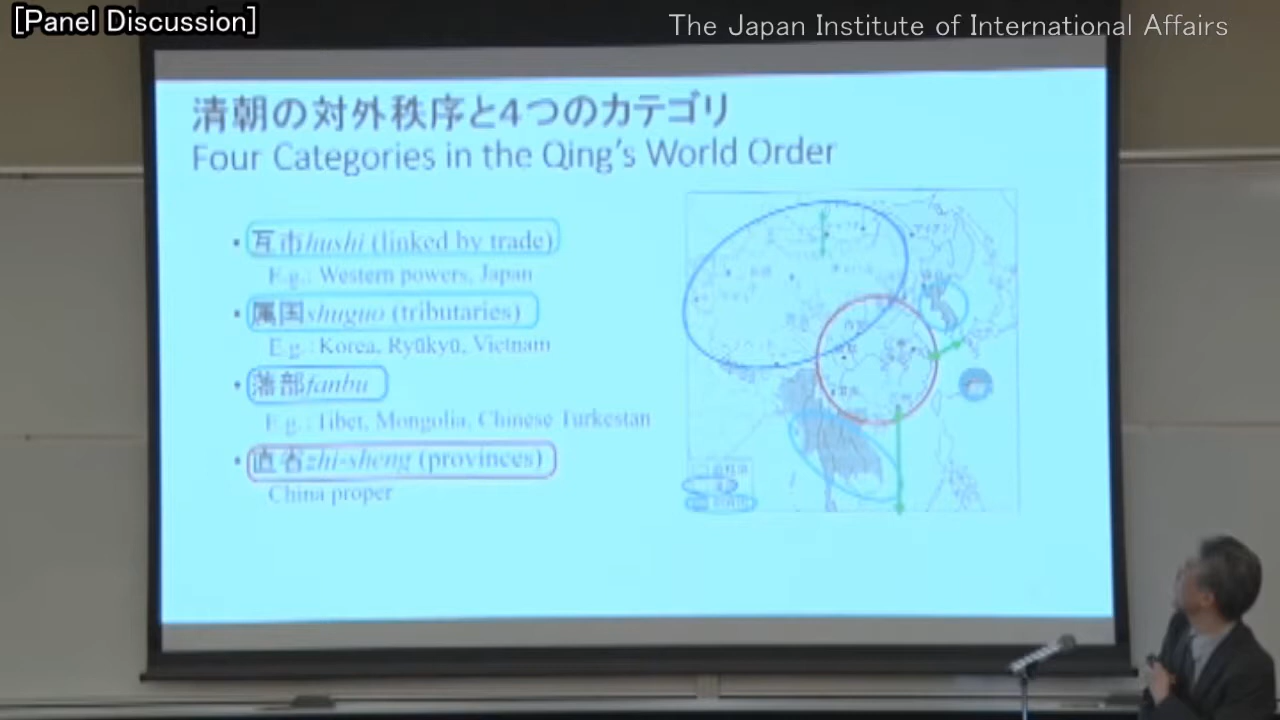 [Panel Discussion]
The Japan Institute of International Affairs
清朝の対外秩序と4つのカテゴリ
Four Categories in the Qing's World Order
• 互市hushi (linked by trade)
E.g.: Western powers, Japan
• 属国shuguo (tributaries)
E.g.: Korea, Ryūkyū, Vietnam
• 藩部fanbu
E.g.: Tibet, Mongolia, Chinese Turkestan
• 直省zhi-sheng (provinces)
China proper